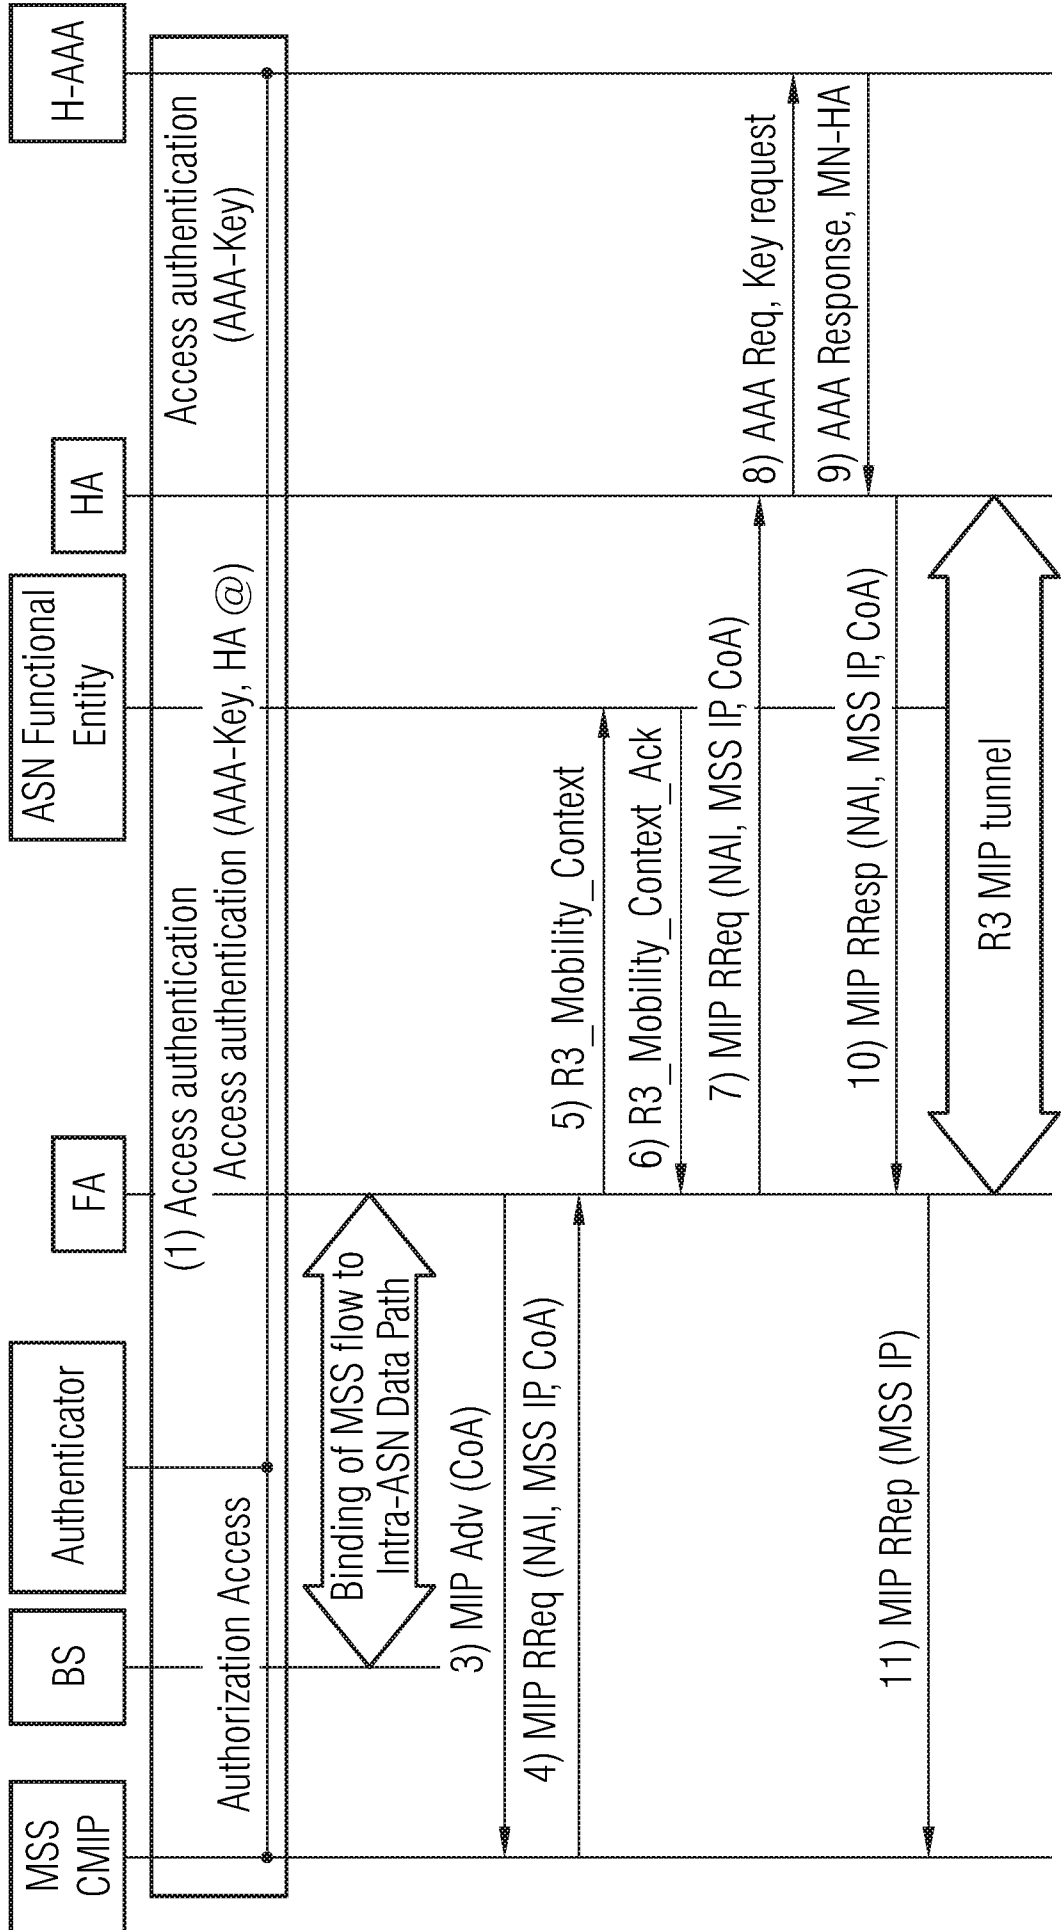 MSS
CMIP
BS
Authenticator
FA
ASN Functional
Entity
HA
H-AAA
(1) Access authentication
Authorization Access
Access authentication (AAA-Key, HA @)
Access authentication
(AAA-Key)
Binding of MSS flow to
Intra-ASN Data Path
3) MIP Adv (CoA)
4) MIP RReq (NAI, MSS IP, CoA)
5) R3_Mobility_Context
6) R3_Mobility_Context_Ack
7) MIP RReq (NAI, MSS IP, CoA)
8) AAA Req, Key request
9) AAA Response, MN-HA
10) MIP RResp (NAI, MSS IP, CoA)
11) MIP RRep (MSS IP)
R3 MIP tunnel